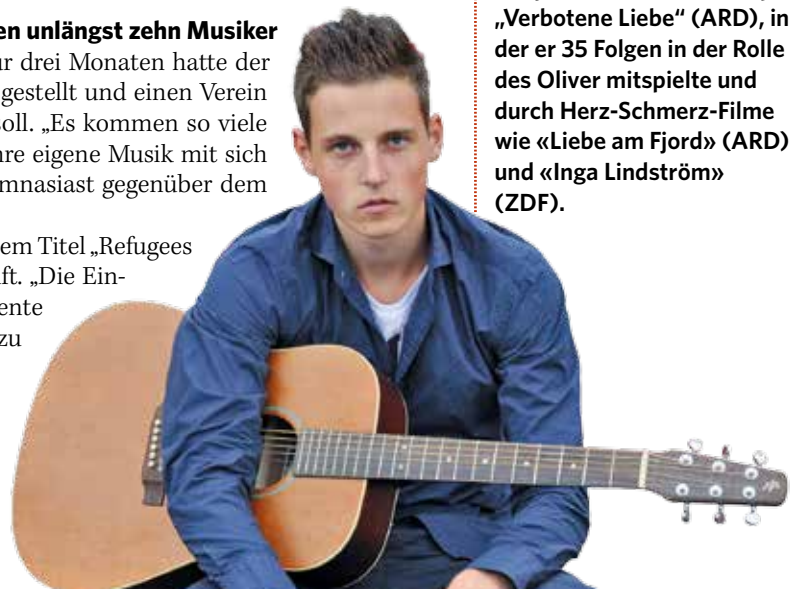 en unlängst zehn Musiker
ur drei Monaten hatte der
gestellt und einen Verein
soll. „Es kommen so viele
hre eigene Musik mit sich
mnasiast gegenüber dem
em Titel „Refugees
ft. „Die Ein-
ente
zu
„Verbotene Liebe“ (ARD), in
der er 35 Folgen in der Rolle
des Oliver mitspielte und
durch Herz-Schmerz-Filme
wie «Liebe am Fjord» (ARD)
und «Inga Lindström»
(ZDF).